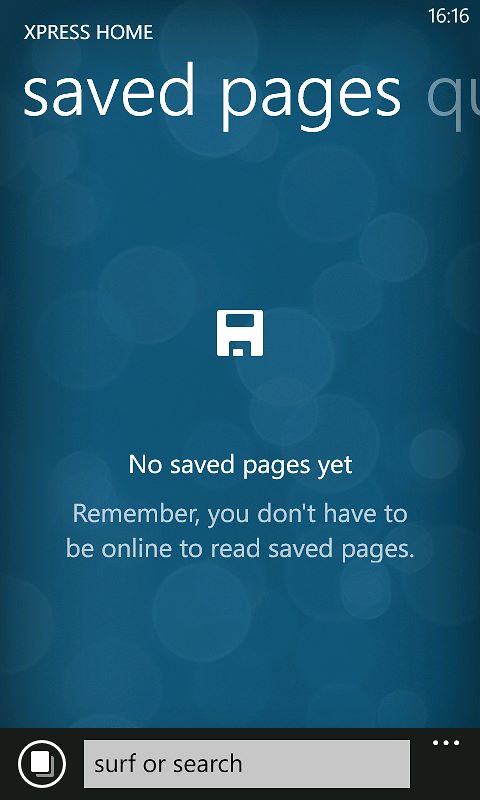 16:16
XPRESS HOME
saved pages qu
No saved pages yet
Remember, you don't have to
be online to read saved pages.
surf or search